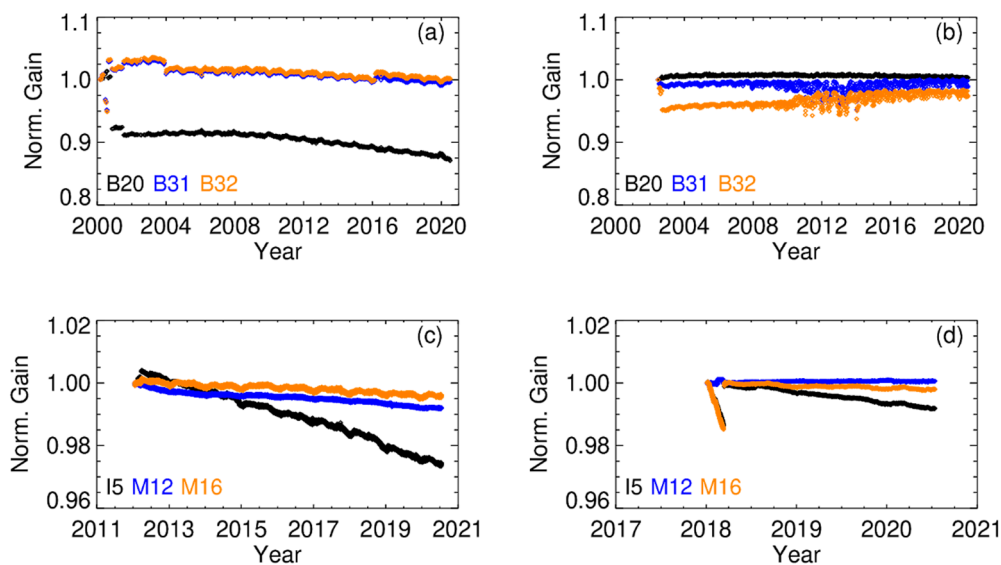 1.1 (a)
1.0
Norm. Gain
0.9
B20 B31 B32
0.8
2000 2004 2008 2012 2016 2020
Year
1.1 (b)
1.0
Norm. Gain
0.9
B20 B31 B32
0.8
2000 2004 2008 2012 2016 2020
Year
1.02 (c)
1.00
Norm. Gain
0.98
I5 M12 M16
0.96
2011 2013 2015 2017 2019 2021
Year
1.02 (d)
1.00
Norm. Gain
0.98
I5 M12 M16
0.96
2017 2018 2019 2020 2021
Year